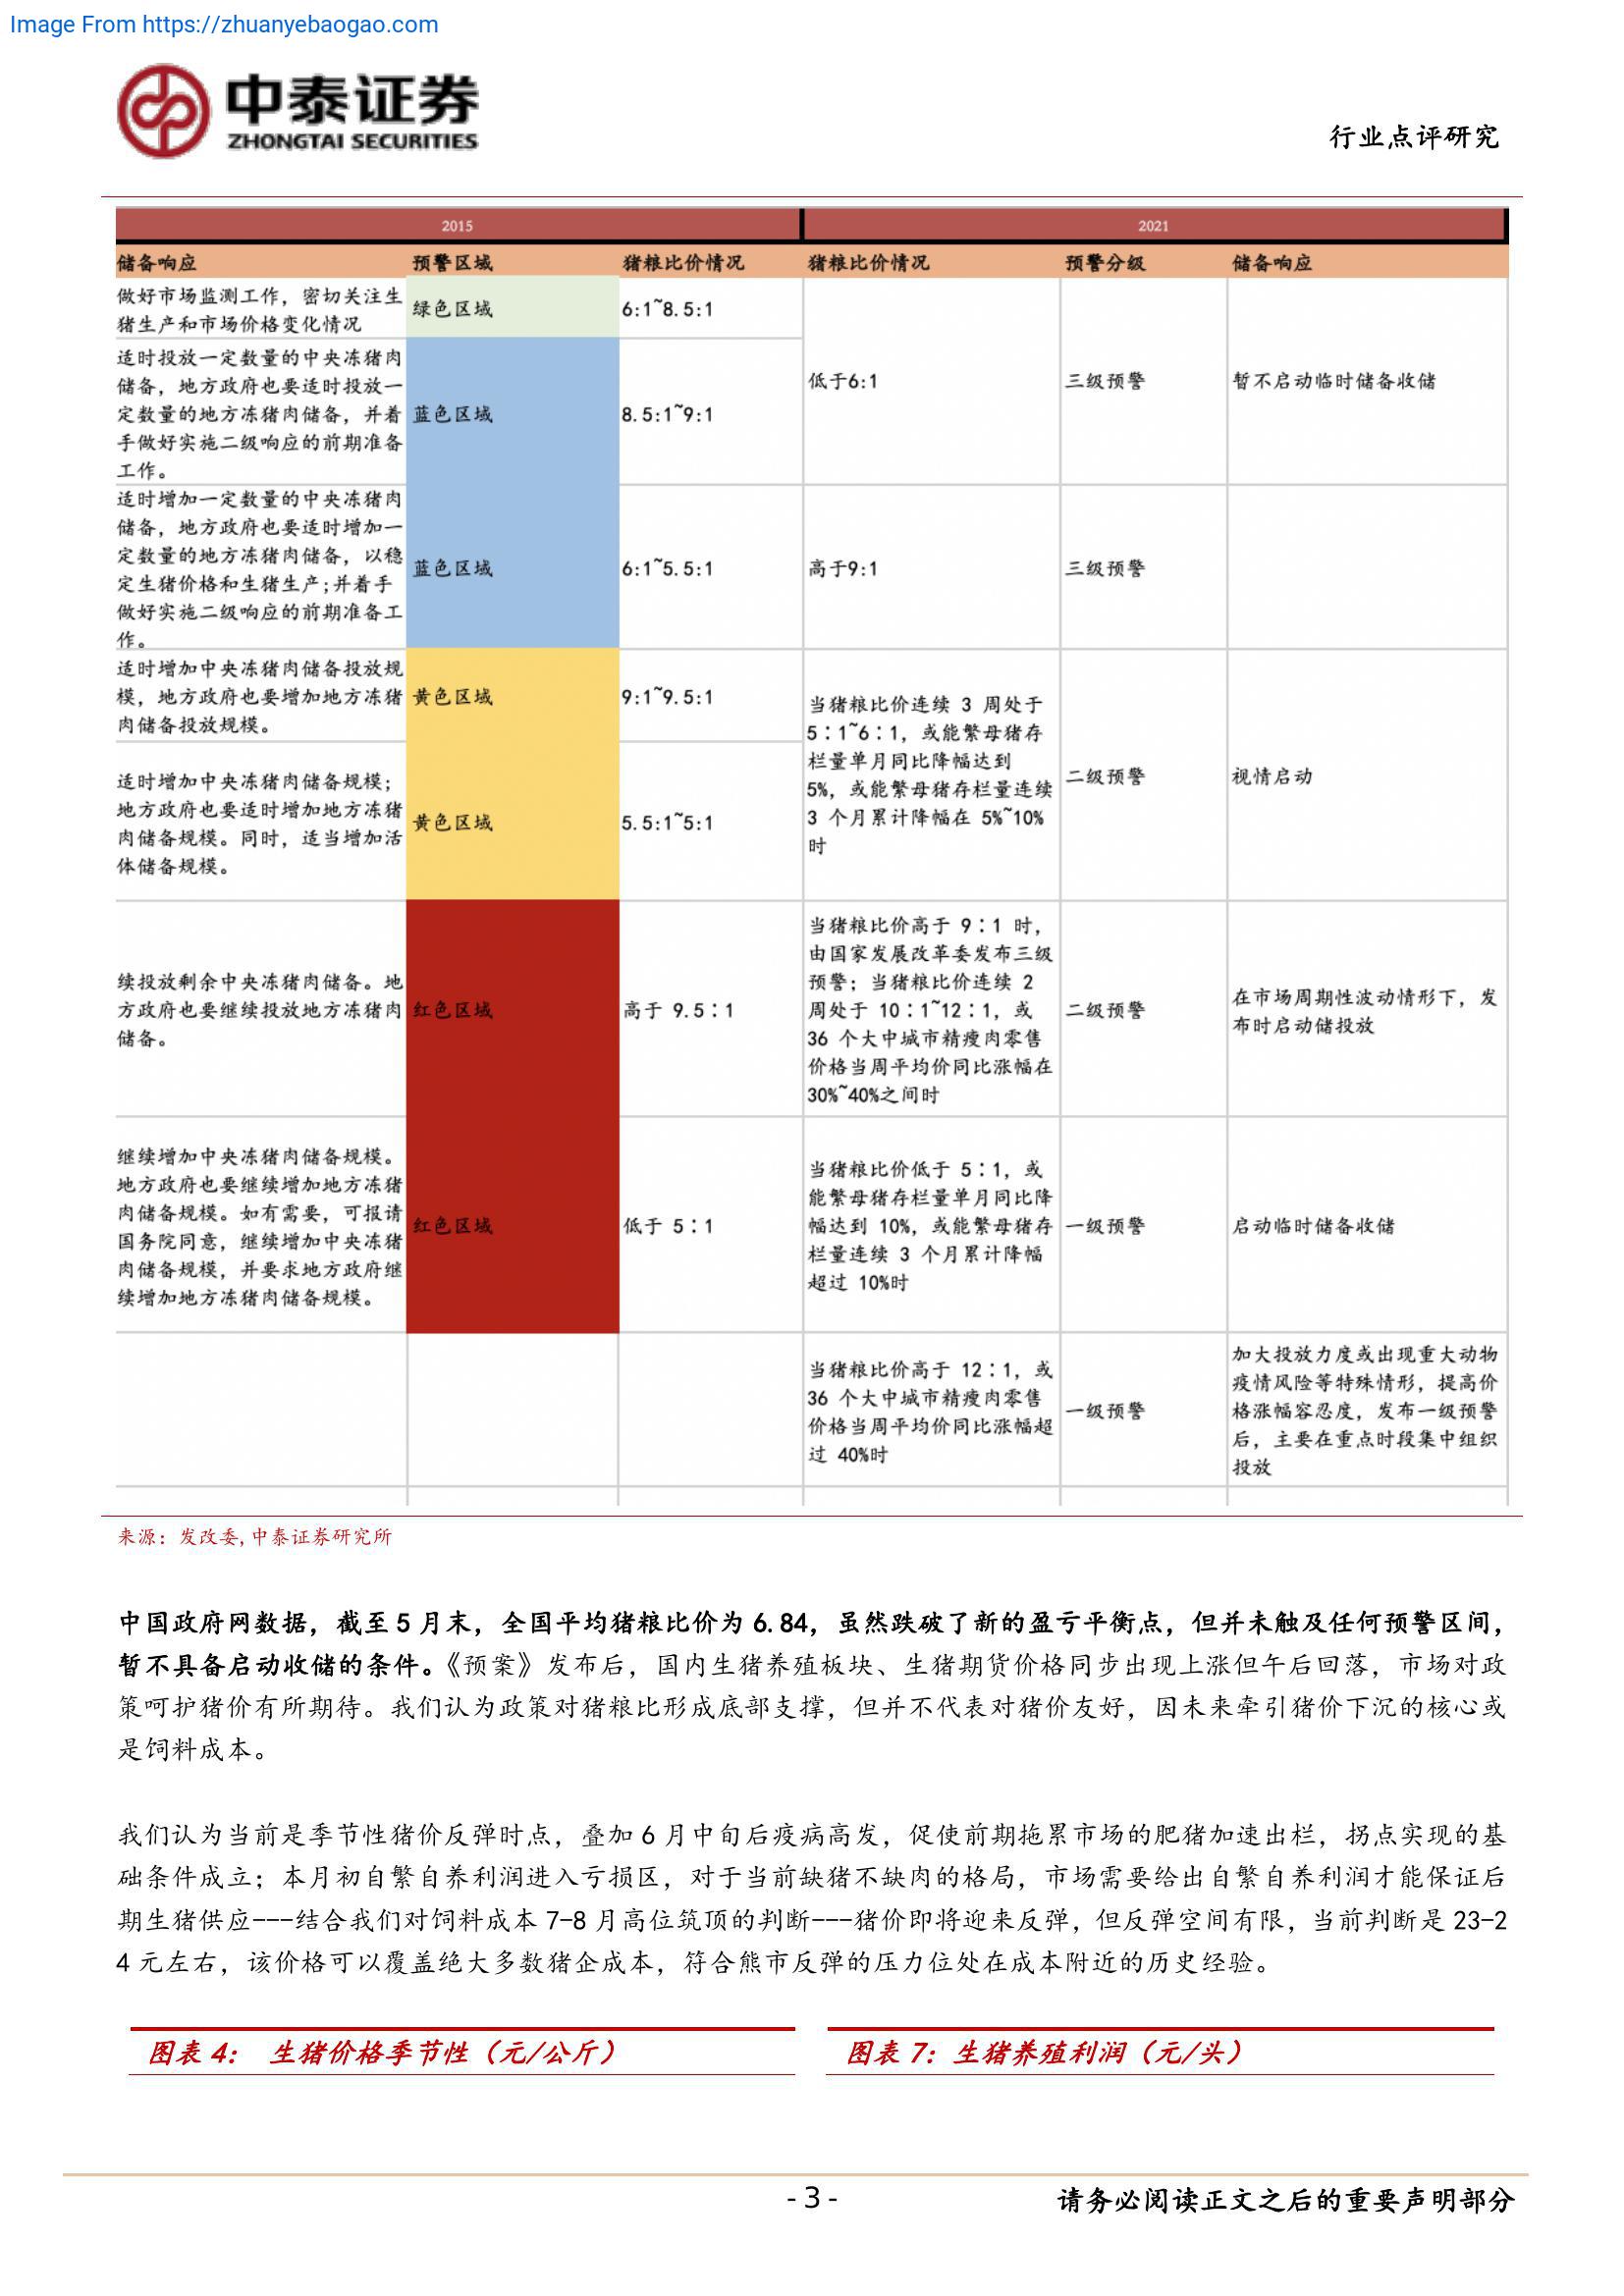 Image From https://zhuanyebaogao.com
中泰证券
ZHONGTAI SECURITIES
行业点评研究
2015 2021
储备响应 预警区域 猪粮比价情况 猪粮比价情况 预警分级 储备响应
做好市场监测工作，密切关注生
猪生产和市场价格变化情况
绿色区域
6:1~8.5:1
适时投放一定数量的中央冻猪肉
储备，地方政府也要适时投放一
定数量的地方冻猪肉储备，并着
手做好实施二级响应的前期准备
工作。
蓝色区域
8.5:1~9:1
低于6:1
三级预警
暂不启动临时储备收储
适时增加一定数量的中央冻猪肉
储备，地方政府也要适时增加一
定数量的地方冻猪肉储备，以稳
定生猪价格和生猪生产;并着手
做好实施二级响应的前期准备工
作。
蓝色区域
6:1~5.5:1
高于9:1
三级预警
适时增加中央冻猪肉储备投放规
模，地方政府也要增加地方冻猪
肉储备投放规模。
黄色区域
9:1~9.5:1
适时增加中央冻猪肉储备规模；
地方政府也要适时增加地方冻猪
肉储备规模。同时，适当增加活
体储备规模。
黄色区域
5.5:1~5:1
当猪粮比价连续 3 周处于
5∶1~6∶1，或能繁母猪存
栏量单月同比降幅达到
5%，或能繁母猪存栏量连续
3 个月累计降幅在 5%~10%
时
二级预警
视情启动
续投放剩余中央冻猪肉储备。地
方政府也要继续投放地方冻猪肉
储备。
红色区域
高于 9.5∶1
当猪粮比价高于 9∶1 时，
由国家发展改革委发布三级
预警；当猪粮比价连续 2
周处于 10∶1~12∶1，或
36 个大中城市精瘦肉零售
价格当周平均价同比涨幅在
30%~40%之间时
二级预警
在市场周期性波动情形下，发
布时启动储投放
继续增加中央冻猪肉储备规模。
地方政府也要继续增加地方冻猪
肉储备规模。如有需要，可报请
国务院同意，继续增加中央冻猪
肉储备规模，并要求地方政府继
续增加地方冻猪肉储备规模。
红色区域
低于 5∶1
当猪粮比价低于 5∶1，或
能繁母猪存栏量单月同比降
幅达到 10%，或能繁母猪存
栏量连续 3 个月累计降幅
超过 10%时
一级预警
启动临时储备收储
当猪粮比价高于 12∶1，或
36 个大中城市精瘦肉零售
价格当周平均价同比涨幅超
过 40%时
一级预警
加大投放力度或出现重大动物
疫情风险等特殊情形，提高价
格涨幅容忍度，发布一级预警
后，主要在重点时段集中组织
投放
来源：发改委,中泰证券研究所
中国政府网数据，截至 5 月末，全国平均猪粮比价为 6.84，虽然跌破了新的盈亏平衡点，但并未触及任何预警区间，
暂不具备启动收储的条件。《预案》发布后，国内生猪养殖板块、生猪期货价格同步出现上涨但午后回落，市场对政
策呵护猪价有所期待。我们认为政策对猪粮比形成底部支撑，但并不代表对猪价友好，因未来牵引猪价下沉的核心或
是饲料成本。
我们认为当前是季节性猪价反弹时点，叠加 6 月中旬后疫病高发，促使前期拖累市场的肥猪加速出栏，拐点实现的基
础条件成立；本月初自繁自养利润进入亏损区，对于当前缺猪不缺肉的格局，市场需要给出自繁自养利润才能保证后
期生猪供应---结合我们对饲料成本 7-8 月高位筑顶的判断---猪价即将迎来反弹，但反弹空间有限，当前判断是 23-2
4 元左右，该价格可以覆盖绝大多数猪企成本，符合熊市反弹的压力位处在成本附近的历史经验。
图表 4： 生猪价格季节性（元/公斤）
图表 7：生猪养殖利润（元/头）
- 3 -
请务必阅读正文之后的重要声明部分